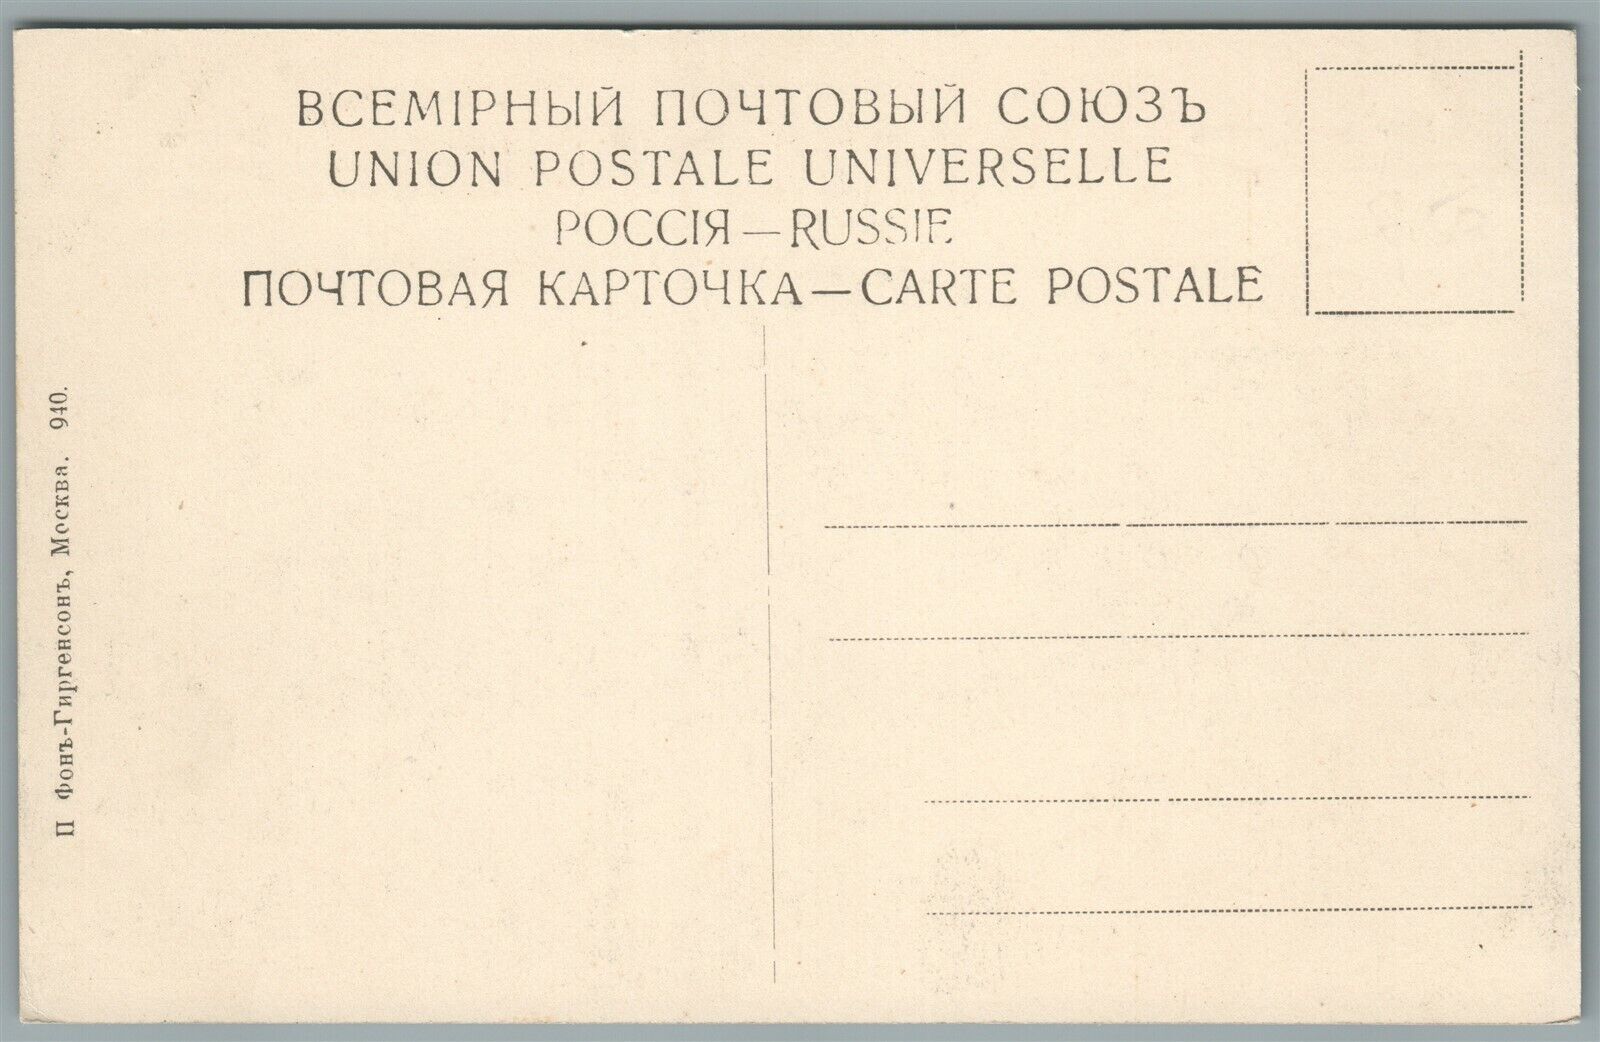 ВСЕМІРНЫЙ ПОЧТОВЫЙ СОЮЗЪ
UNION POSTALE UNIVERSELLE
РОССІЯ — RUSSIE
ПОЧТОВАЯ КАРТОЧКА — CARTE POSTALE
П Фонъ-Гиргенсонъ, Москва. 940.